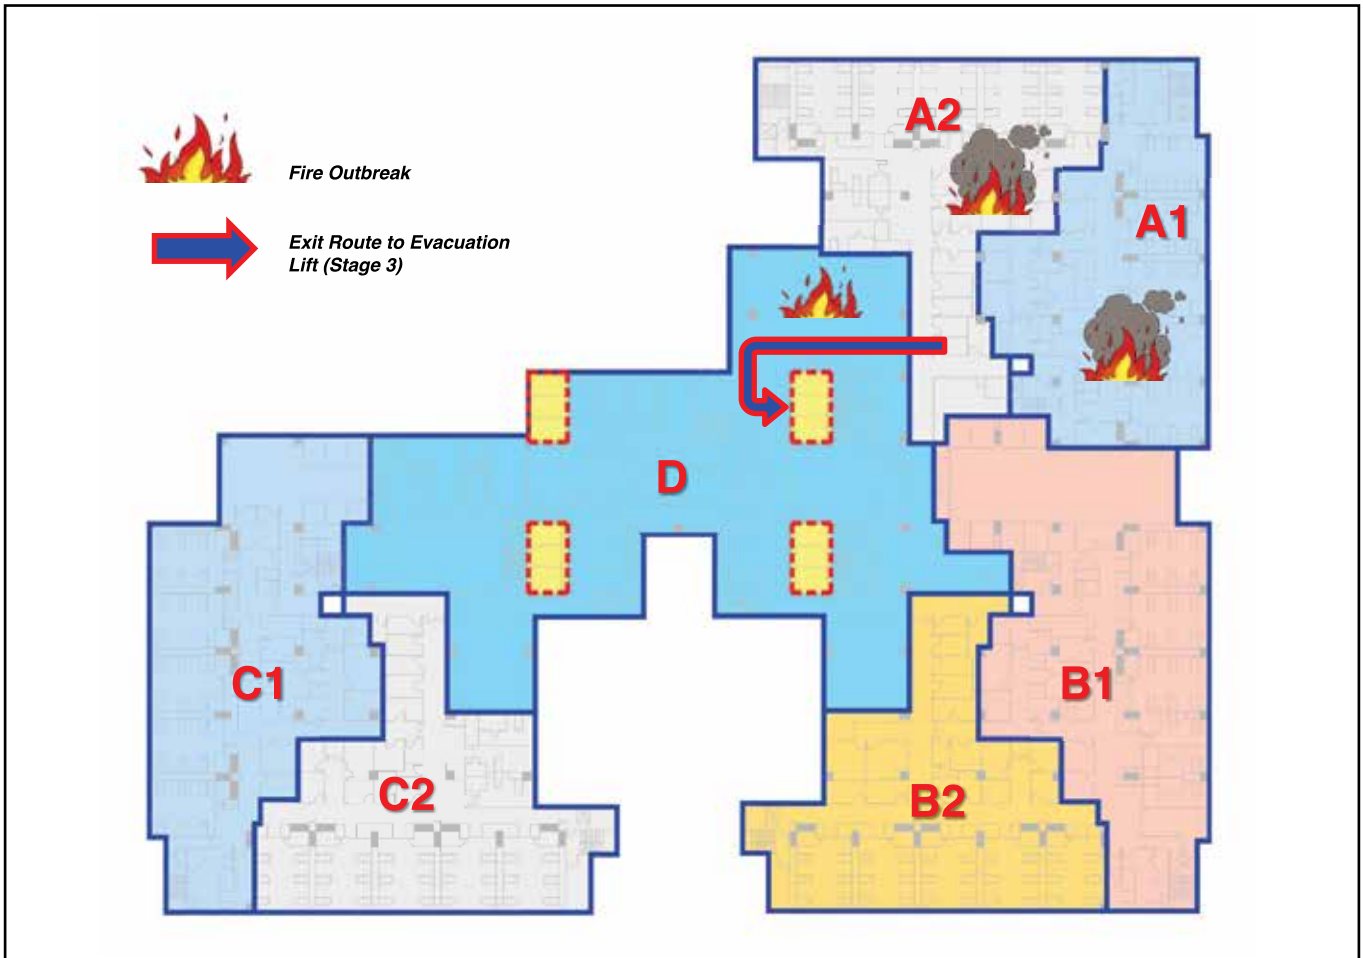 A2
Fire Outbreak
A1
Exit Route to Evacuation
Lift (Stage 3)
D
C1
B1
C2
B2